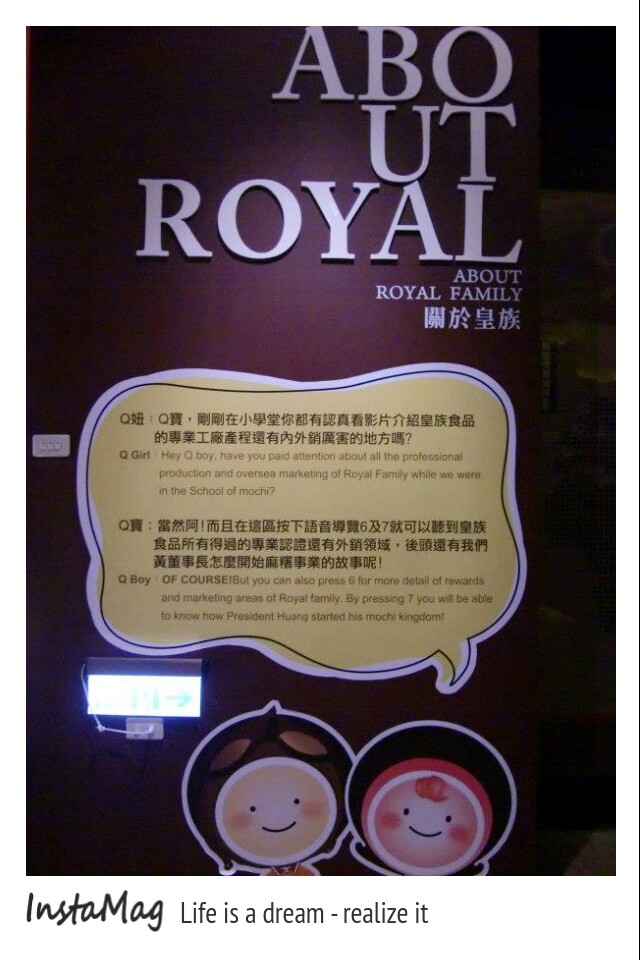 ABO
UT
ROYAL
ABOUT
ROYAL FAMILY
關於皇族
Q妞：Q寶，剛剛在小學堂你都有認真看影片介紹皇族食品
的專業工廠產程還有內外銷厲害的地方嗎?
Q Girl：Hey Q boy, have you paid attention about all the professional
production and oversea marketing of Royal Family while we were
in the School of mochi?
Q寶：當然阿!而且在這區按下語音導覽6及7就可以聽到皇族
食品所有得過的專業認證還有外銷領域，後頭還有我們
黃董事長怎麼開始麻糬事業的故事呢!
Q Boy：OF COURSE!But you can also press 6 for more detail of rewards
and marketing areas of Royal family. By pressing 7 you will be able
to know how President Huang started his mochi kingdom!
InstaMag Life is a dream - realize it